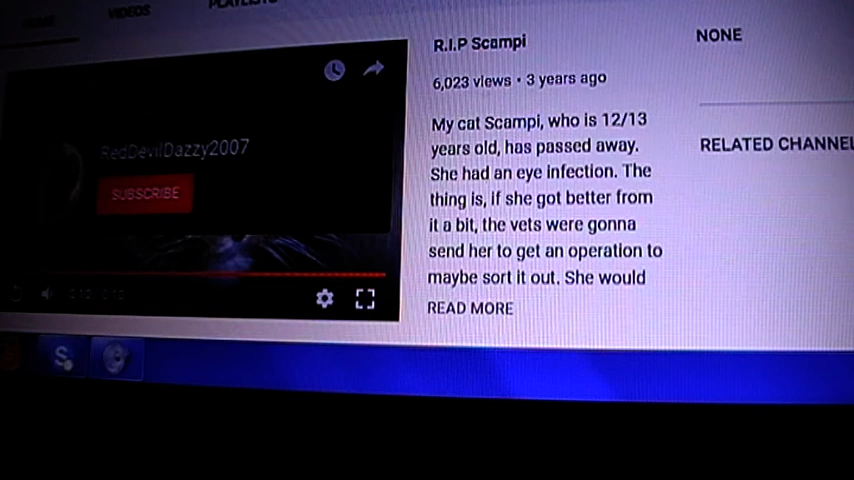 VIDEOS
PLAYLISTS
R.I.P Scampi
NONE
6,023 views • 3 years ago
My cat Scampi, who is 12/13
years old, has passed away.
She had an eye infection. The
thing is, if she got better from
it a bit, the vets were gonna
send her to get an operation to
maybe sort it out. She would
READ MORE
RELATED CHANNEL
RedDevilDazzy2007
SUBSCRIBE
S